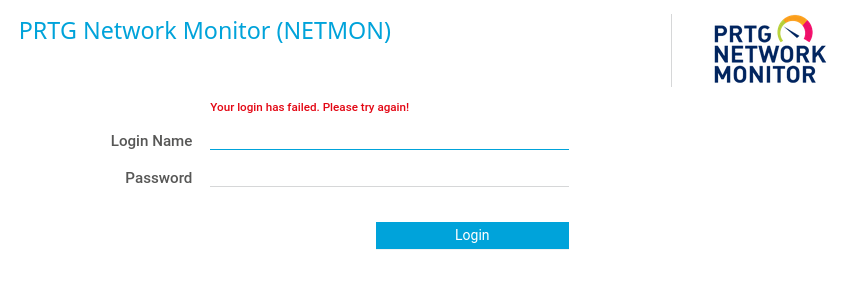 PRTG Network Monitor (NETMON)
PRTG
NETWORK
MONITOR
Your login has failed. Please try again!
Login Name
Password
Login